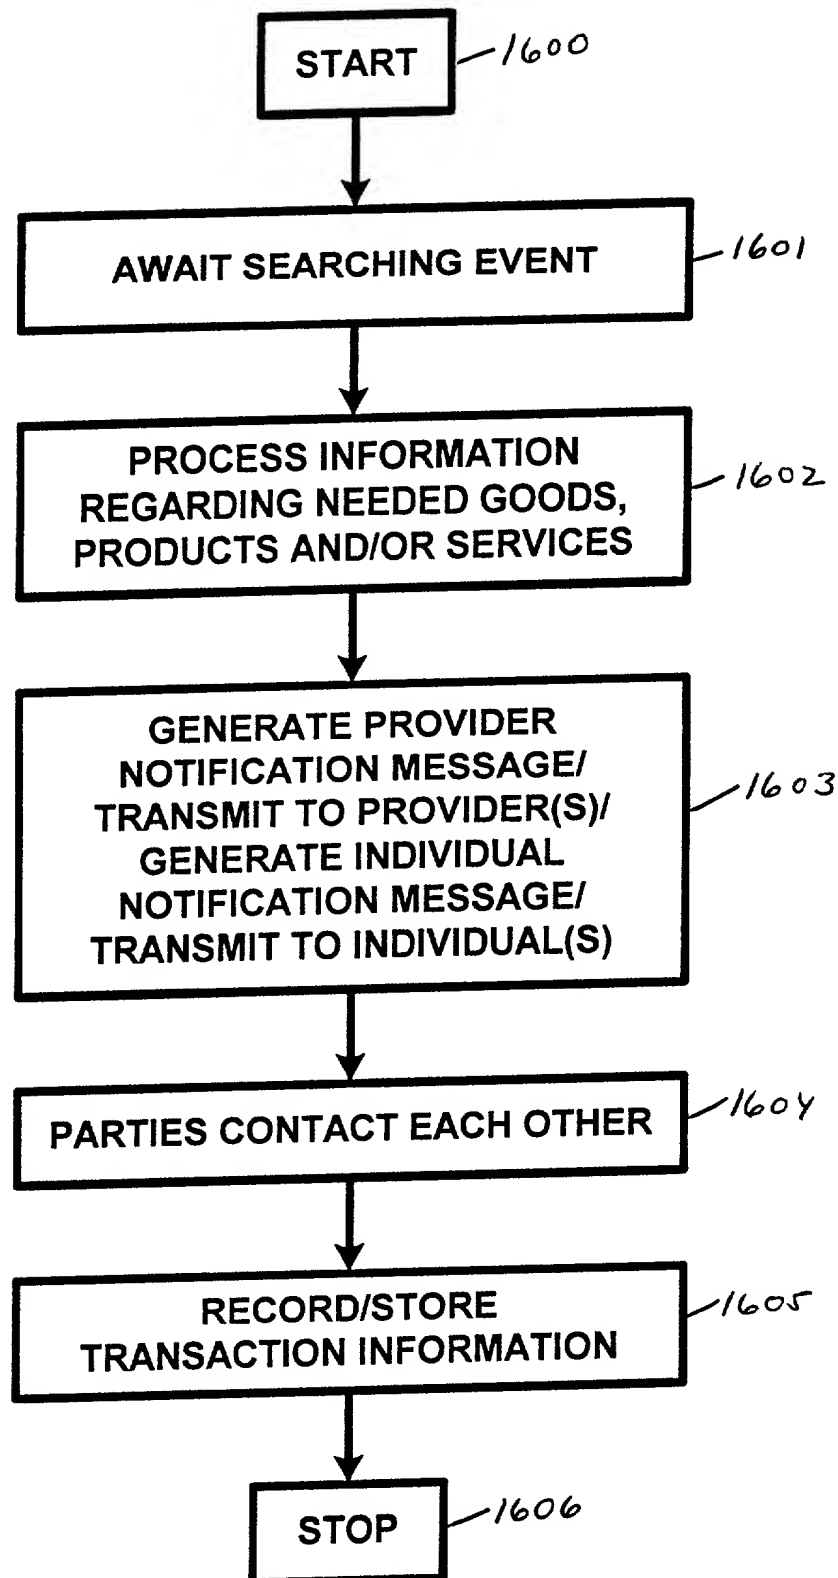 START 1600
AWAIT SEARCHING EVENT 1601
PROCESS INFORMATION
REGARDING NEEDED GOODS, 1602
PRODUCTS AND/OR SERVICES
GENERATE PROVIDER
NOTIFICATION MESSAGE/
TRANSMIT TO PROVIDER(S)/ 1603
GENERATE INDIVIDUAL
NOTIFICATION MESSAGE/
TRANSMIT TO INDIVIDUAL(S)
PARTIES CONTACT EACH OTHER 1604
RECORD/STORE 1605
TRANSACTION INFORMATION
STOP 1606